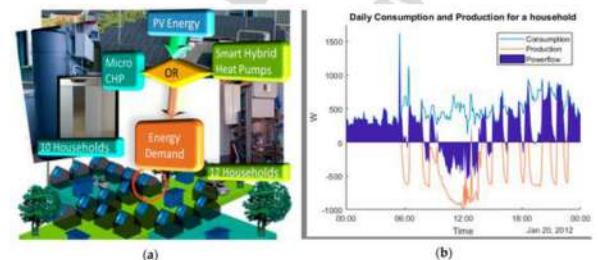 PV Energy
Micro
CHP
OR
Smart Hybrid
Heat Pumps
Energy
Demand
10 Households
12 Households
(a)
Daily Consumption and Production for a household
Consumption
Production
Powerflow
1500
1000
500
0
-500
-1000
W
00:00
06:00
12:00
18:00
00:00
Time
Jan 20, 2012
(b)